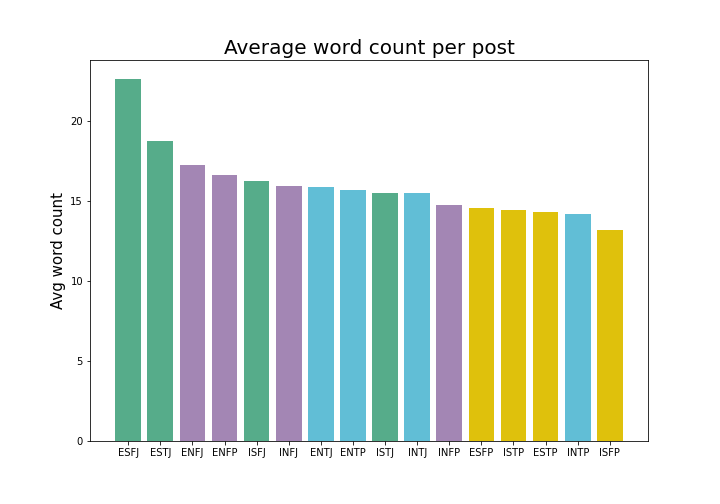 Average word count per post
Avg word count
20
15
10
5
0
ESFJ ESTJ ENFJ ENFP ISFJ INFJ ENTJ ENTP ISTJ INTJ INFP ESFP ISTP ESTP INTP ISFP